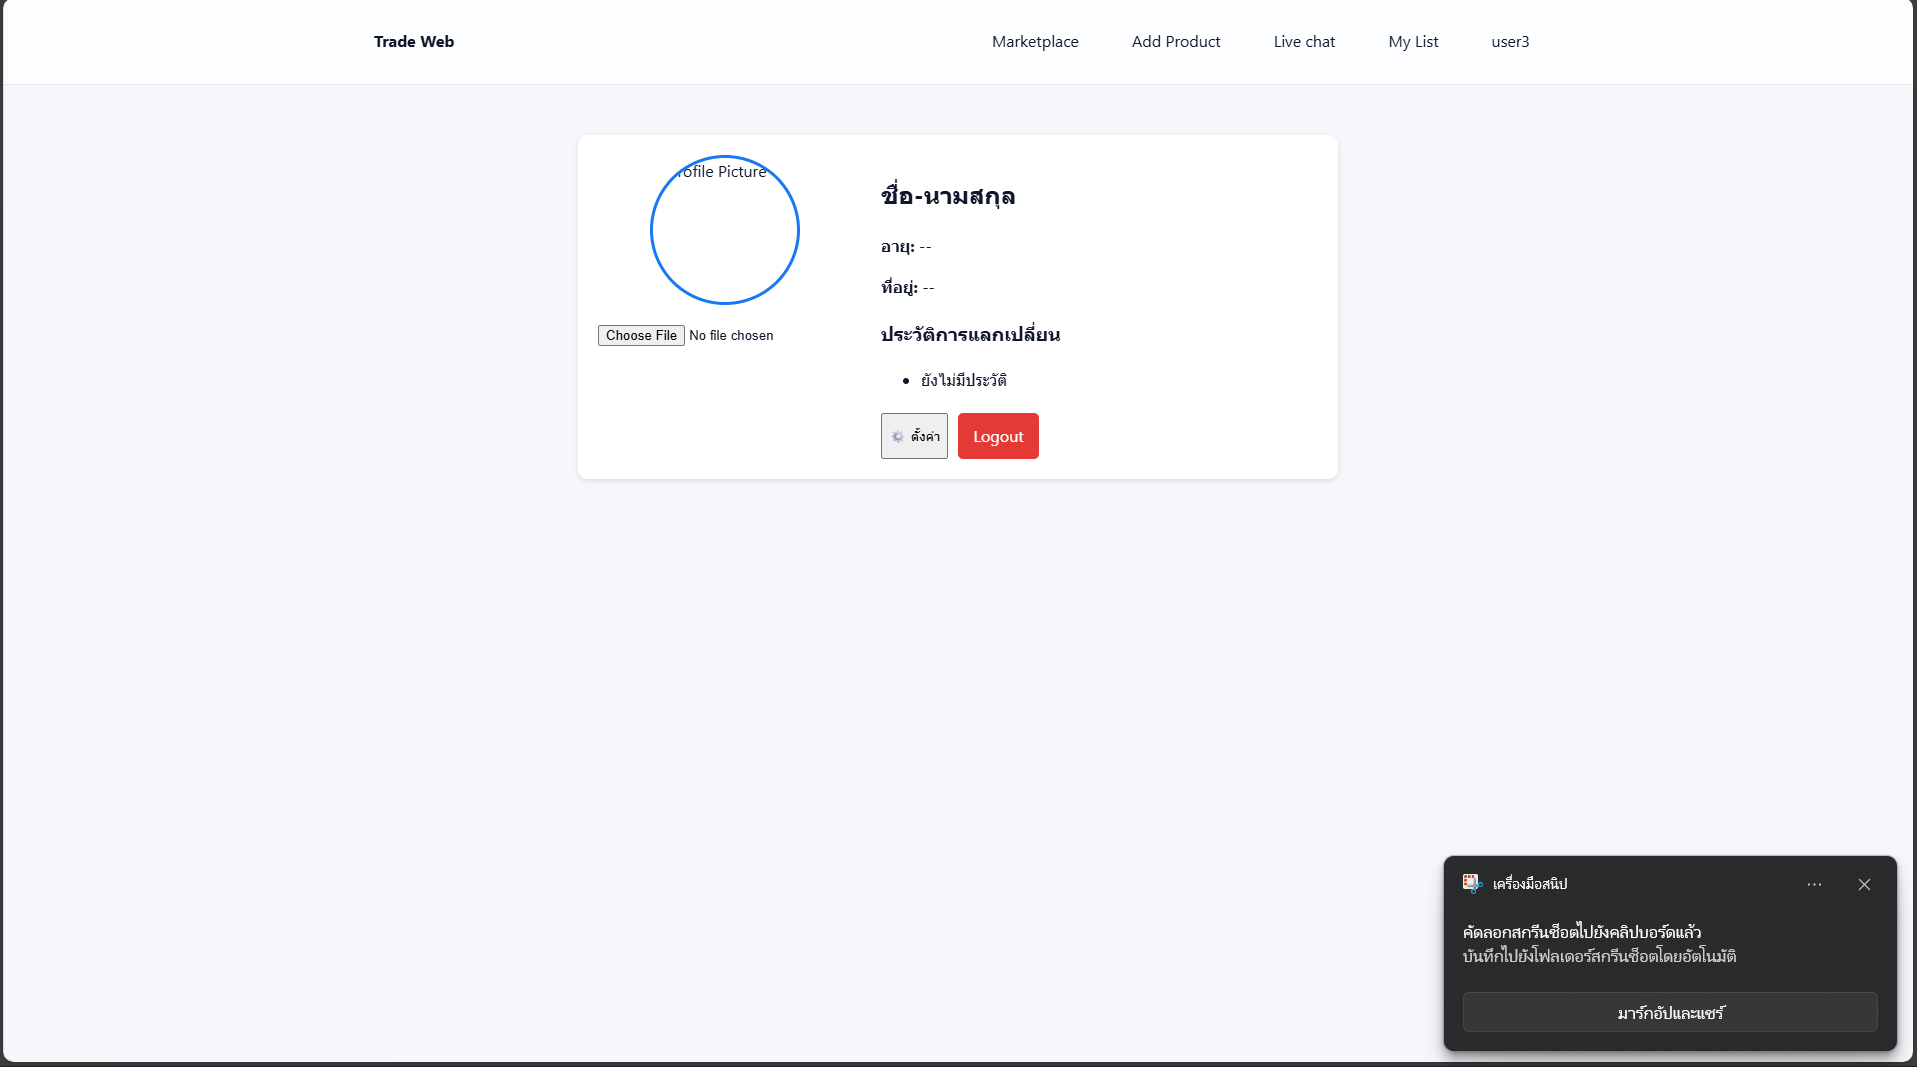 Trade Web
Marketplace
Add Product
Live chat
My List
user3
rofile Picture
Choose File No file chosen
ชื่อ-นามสกุล
อายุ: --
ที่อยู่: --
ประวัติการแลกเปลี่ยน
ยังไม่มีประวัติ
ตั้งค่า
Logout
เครื่องมือสนิป
คัดลอกสกรีนช็อตไปยังคลิปบอร์ดแล้ว
บันทึกไปยังโฟลเดอร์สกรีนช็อตโดยอัตโนมัติ
มาร์กอัปและแชร์